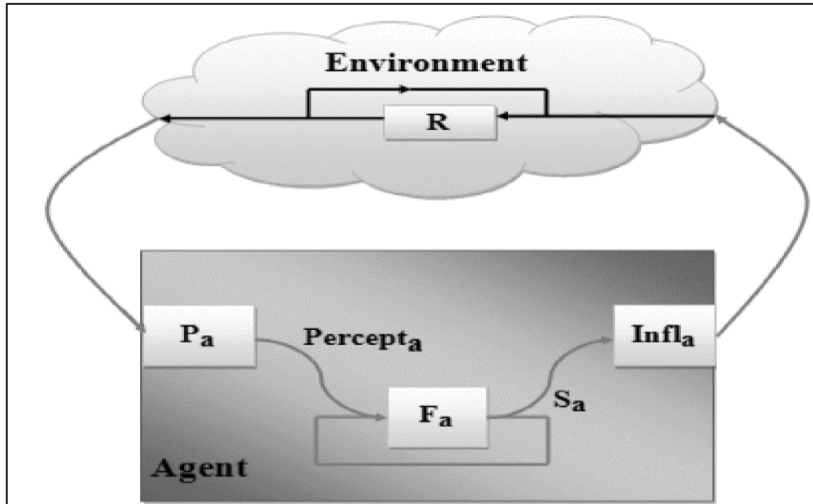 Environment
R
Pa
Percepta
Infla
Fa
Sa
Agent